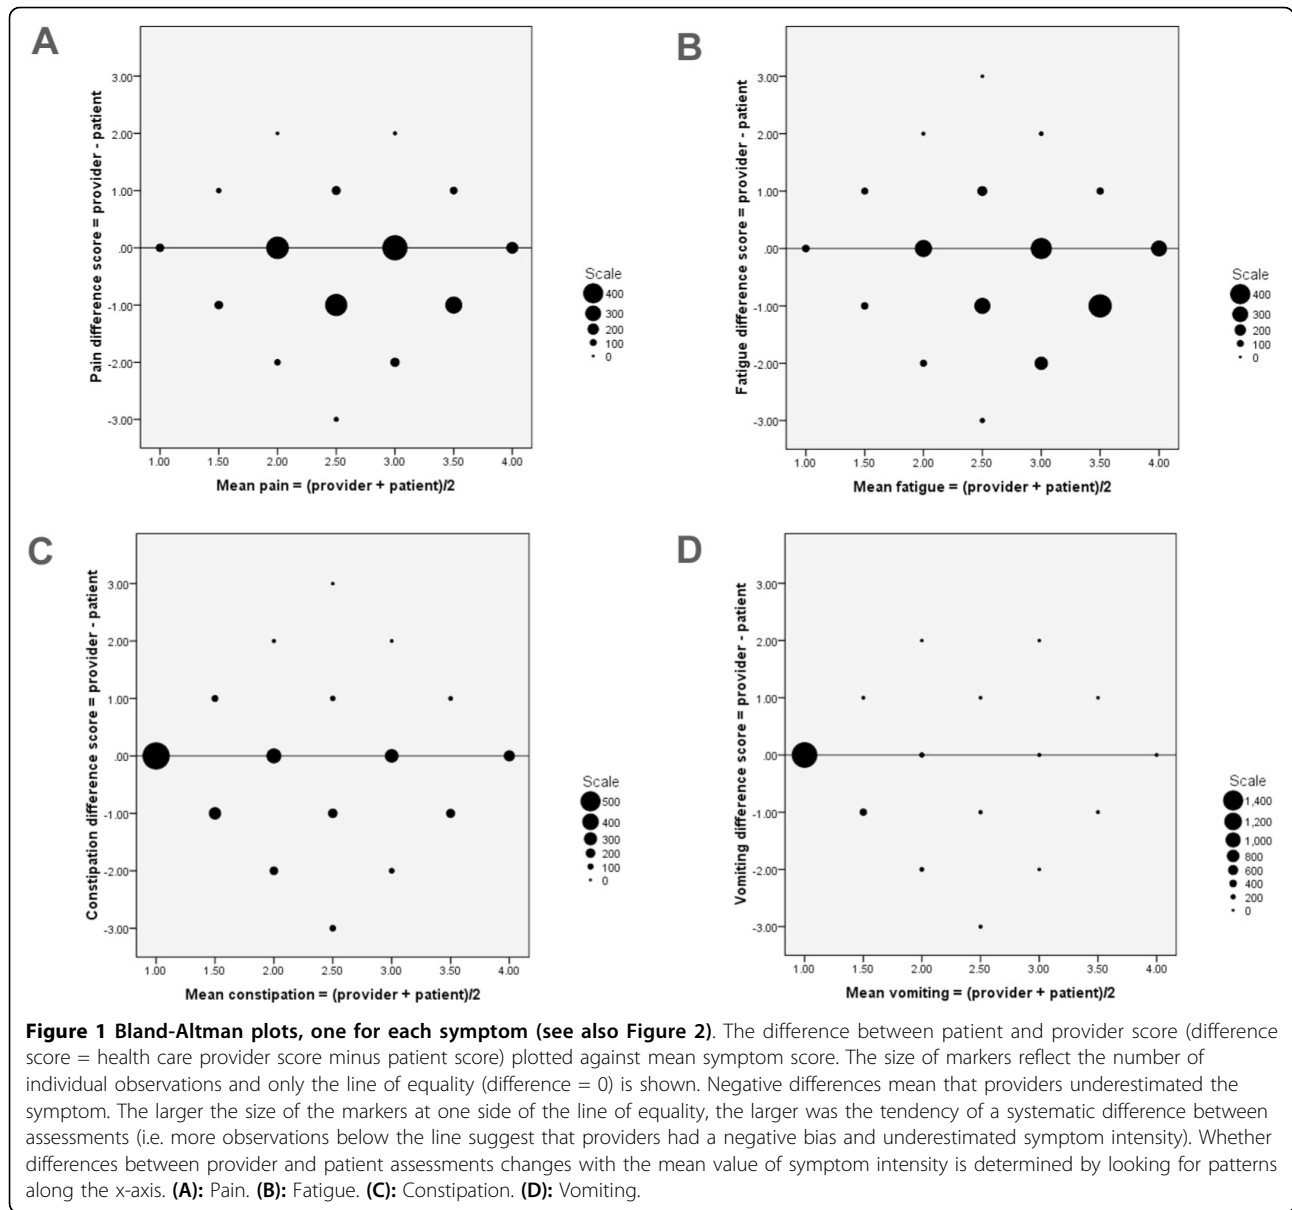 A
Pain difference score = provider - patient
3.00
2.00
1.00
.00
-1.00
-2.00
-3.00
1.00 1.50 2.00 2.50 3.00 3.50 4.00
Mean pain = (provider + patient)/2
Scale
400
300
200
100
0
B
Fatigue difference score = provider - patient
3.00
2.00
1.00
.00
-1.00
-2.00
-3.00
1.00 1.50 2.00 2.50 3.00 3.50 4.00
Mean fatigue = (provider + patient)/2
Scale
400
300
200
100
0
C
Constipation difference score = provider - patient
3.00
2.00
1.00
.00
-1.00
-2.00
-3.00
1.00 1.50 2.00 2.50 3.00 3.50 4.00
Mean constipation = (provider + patient)/2
Scale
500
400
300
200
100
0
D
Vomiting difference score = provider - patient
3.00
2.00
1.00
.00
-1.00
-2.00
-3.00
1.00 1.50 2.00 2.50 3.00 3.50 4.00
Mean vomiting = (provider + patient)/2
Scale
1,400
1,200
1,000
800
600
400
200
0
Figure 1 Bland-Altman plots, one for each symptom (see also Figure 2). The difference between patient and provider score (difference
score = health care provider score minus patient score) plotted against mean symptom score. The size of markers reflect the number of
individual observations and only the line of equality (difference = 0) is shown. Negative differences mean that providers underestimated the
symptom. The larger the size of the markers at one side of the line of equality, the larger was the tendency of a systematic difference between
assessments (i.e. more observations below the line suggest that providers had a negative bias and underestimated symptom intensity). Whether
differences between provider and patient assessments changes with the mean value of symptom intensity is determined by looking for patterns
along the x-axis. (A): Pain. (B): Fatigue. (C): Constipation. (D): Vomiting.